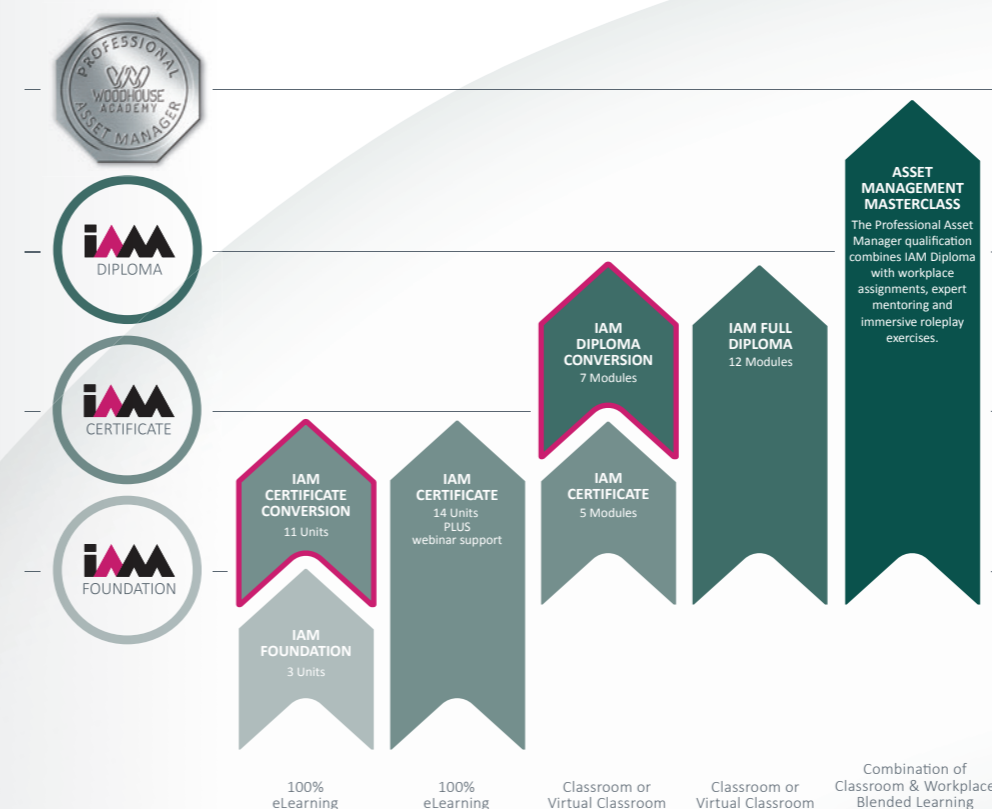 PROFESSIONAL
WOODHOUSE
ACADEMY
ASSET MANAGER
iAM
DIPLOMA
iAM
CERTIFICATE
iAM
FOUNDATION
IAM
CERTIFICATE
CONVERSION
11 Units
IAM
FOUNDATION
3 Units
100%
eLearning
IAM
CERTIFICATE
14 Units
PLUS
webinar support
100%
eLearning
IAM
DIPLOMA
CONVERSION
7 Modules
IAM
CERTIFICATE
5 Modules
Classroom or
Virtual Classroom
IAM FULL
DIPLOMA
12 Modules
Classroom or
Virtual Classroom
ASSET
MANAGEMENT
MASTERCLASS
The Professional Asset
Manager qualification
combines IAM Diploma
with workplace
assignments, expert
mentoring and
immersive roleplay
exercises.
Combination of
Classroom & Workplace
Blended Learning